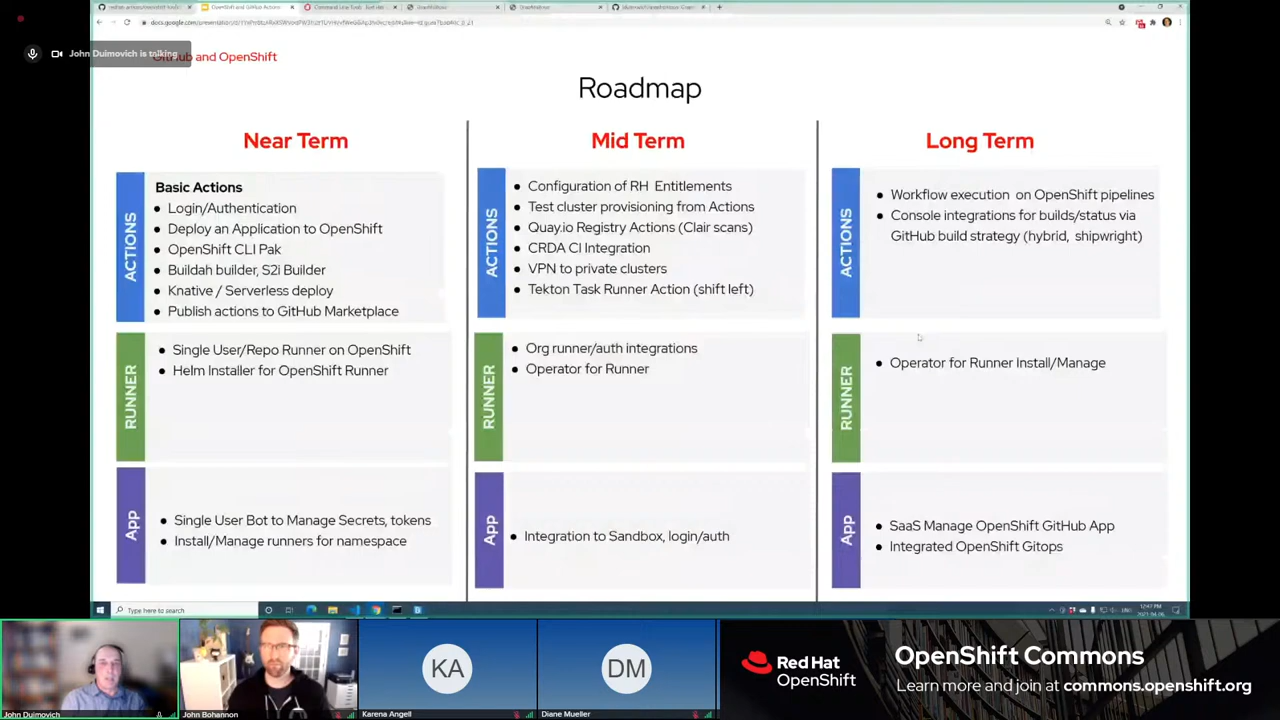 OpenShift and GitHub Actions
John Duimovich is talking
GitHub and OpenShift
Roadmap
Near Term
ACTIONS
Basic Actions
● Login/Authentication
● Deploy an Application to OpenShift
● OpenShift CLI Pak
● Buildah builder, S2i Builder
● Knative / Serverless deploy
● Publish actions to GitHub Marketplace
RUNNER
● Single User/Repo Runner on OpenShift
● Helm Installer for OpenShift Runner
App
● Single User Bot to Manage Secrets, tokens
● Install/Manage runners for namespace
Mid Term
ACTIONS
● Configuration of RH Entitlements
● Test cluster provisioning from Actions
● Quay.io Registry Actions (Clair scans)
● CRDA CI Integration
● VPN to private clusters
● Tekton Task Runner Action (shift left)
RUNNER
● Org runner/auth integrations
● Operator for Runner
App
● Integration to Sandbox, login/auth
Long Term
ACTIONS
● Workflow execution on OpenShift pipelines
● Console integrations for builds/status via
GitHub build strategy (hybrid, shipwright)
RUNNER
● Operator for Runner Install/Manage
App
● SaaS Manage OpenShift GitHub App
● Integrated OpenShift Gitops
Type here to search
John Duimovich
John Bohannon
KA
Karena Angell
DM
Diane Mueller
Red Hat
OpenShift
OpenShift Commons
Learn more and join at commons.openshift.org